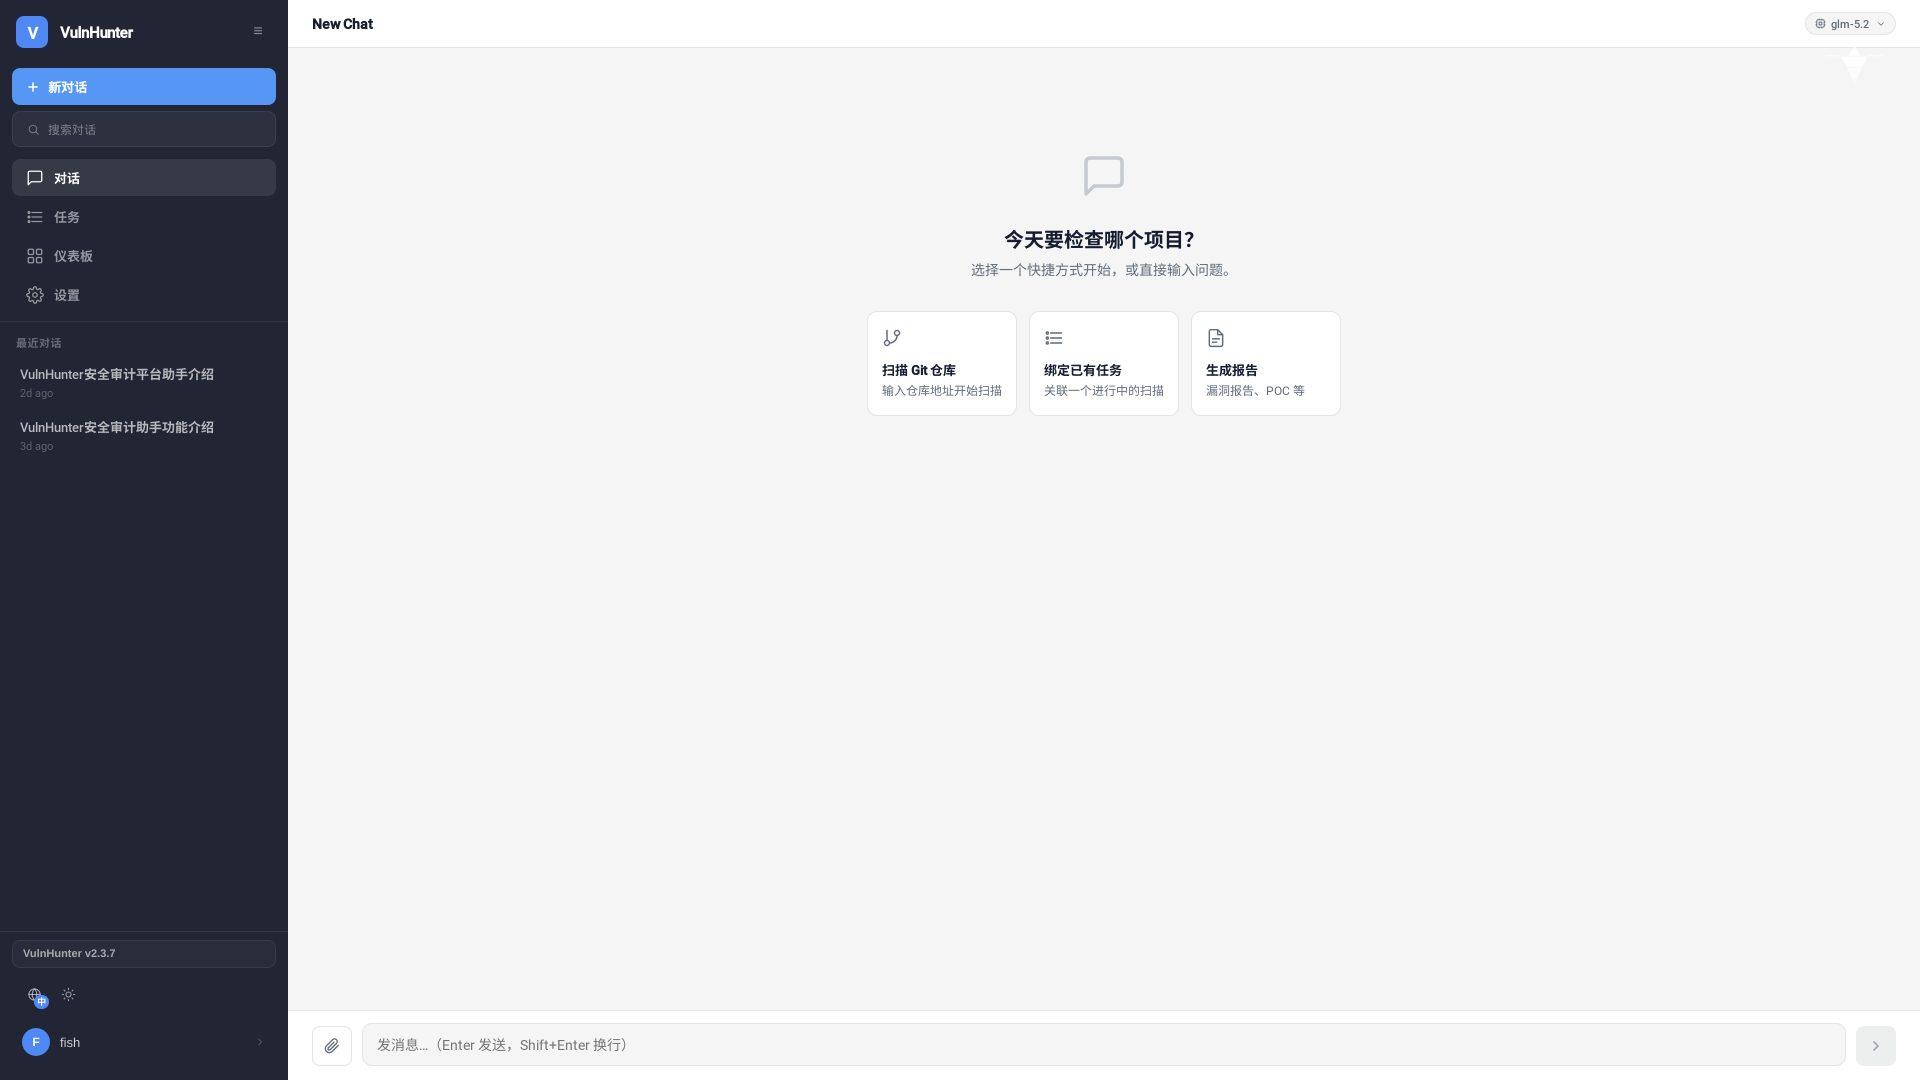 V VulnHunter
新对话
搜索对话
对话
任务
仪表板
设置
最近对话
VulnHunter安全审计平台助手介绍
2d ago
VulnHunter安全审计助手功能介绍
3d ago
VulnHunter v2.3.7
中
F fish
New Chat
glm-5.2
今天要检查哪个项目？
选择一个快捷方式开始，或直接输入问题。
扫描 Git 仓库
输入仓库地址开始扫描
绑定已有任务
关联一个进行中的扫描
生成报告
漏洞报告、POC 等
发消息...（Enter 发送，Shift+Enter 换行）